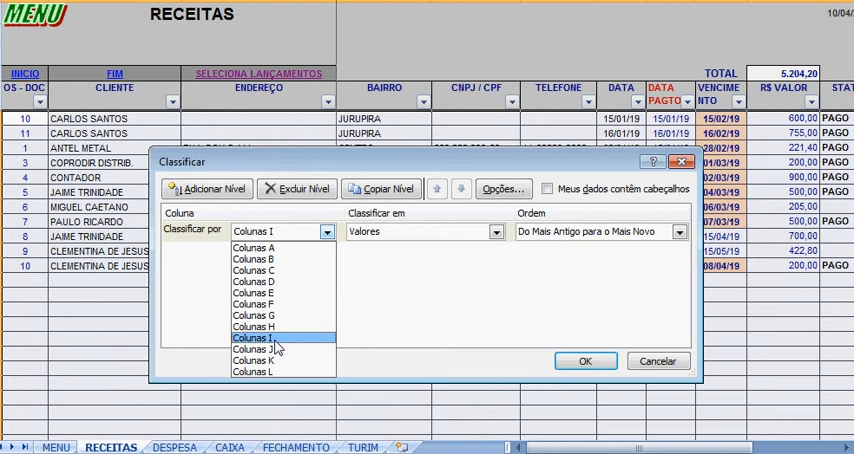 MENU
RECEITAS
10/04/
INICIO FIM SELECIONA LANÇAMENTOS TOTAL 5.204,20
OS - DOC CLIENTE ENDEREÇO BAIRRO CNPJ / CPF TELEFONE DATA DATA PAGTO VENCIME NTO R$ VALOR STAT
10 CARLOS SANTOS JURUPIRA 15/01/19 15/01/19 15/02/19 600,00 PAGO
11 CARLOS SANTOS JURUPIRA 16/01/19 16/01/19 16/02/19 755,00 PAGO
1 ANTEL METAL 28/02/19 221,40 PAGO
3 COPRODIR DISTRIB. 01/03/19 200,00 PAGO
4 CONTADOR 02/03/19 900,00 PAGO
5 JAIME TRINDADE 04/03/19 500,00 PAGO
6 MIGUEL CAETANO 06/03/19 205,00
7 PAULO RICARDO 07/03/19 500,00 PAGO
8 JAIME TRINDADE 15/04/19 700,00
9 CLEMENTINA DE JESUS 15/05/19 422,80
10 CLEMENTINA DE JESUS 08/04/19 200,00 PAGO
Classificar
Adicionar Nível Excluir Nível Copiar Nível Opções... Meus dados contêm cabeçalhos
Coluna Classificar em Ordem
Classificar por Colunas I Valores Do Mais Antigo para o Mais Novo
Colunas A
Colunas B
Colunas C
Colunas D
Colunas E
Colunas F
Colunas G
Colunas H
Colunas I
Colunas J
Colunas K
Colunas L
OK Cancelar
MENU RECEITAS DESPESA CAIXA FECHAMENTO TURIM